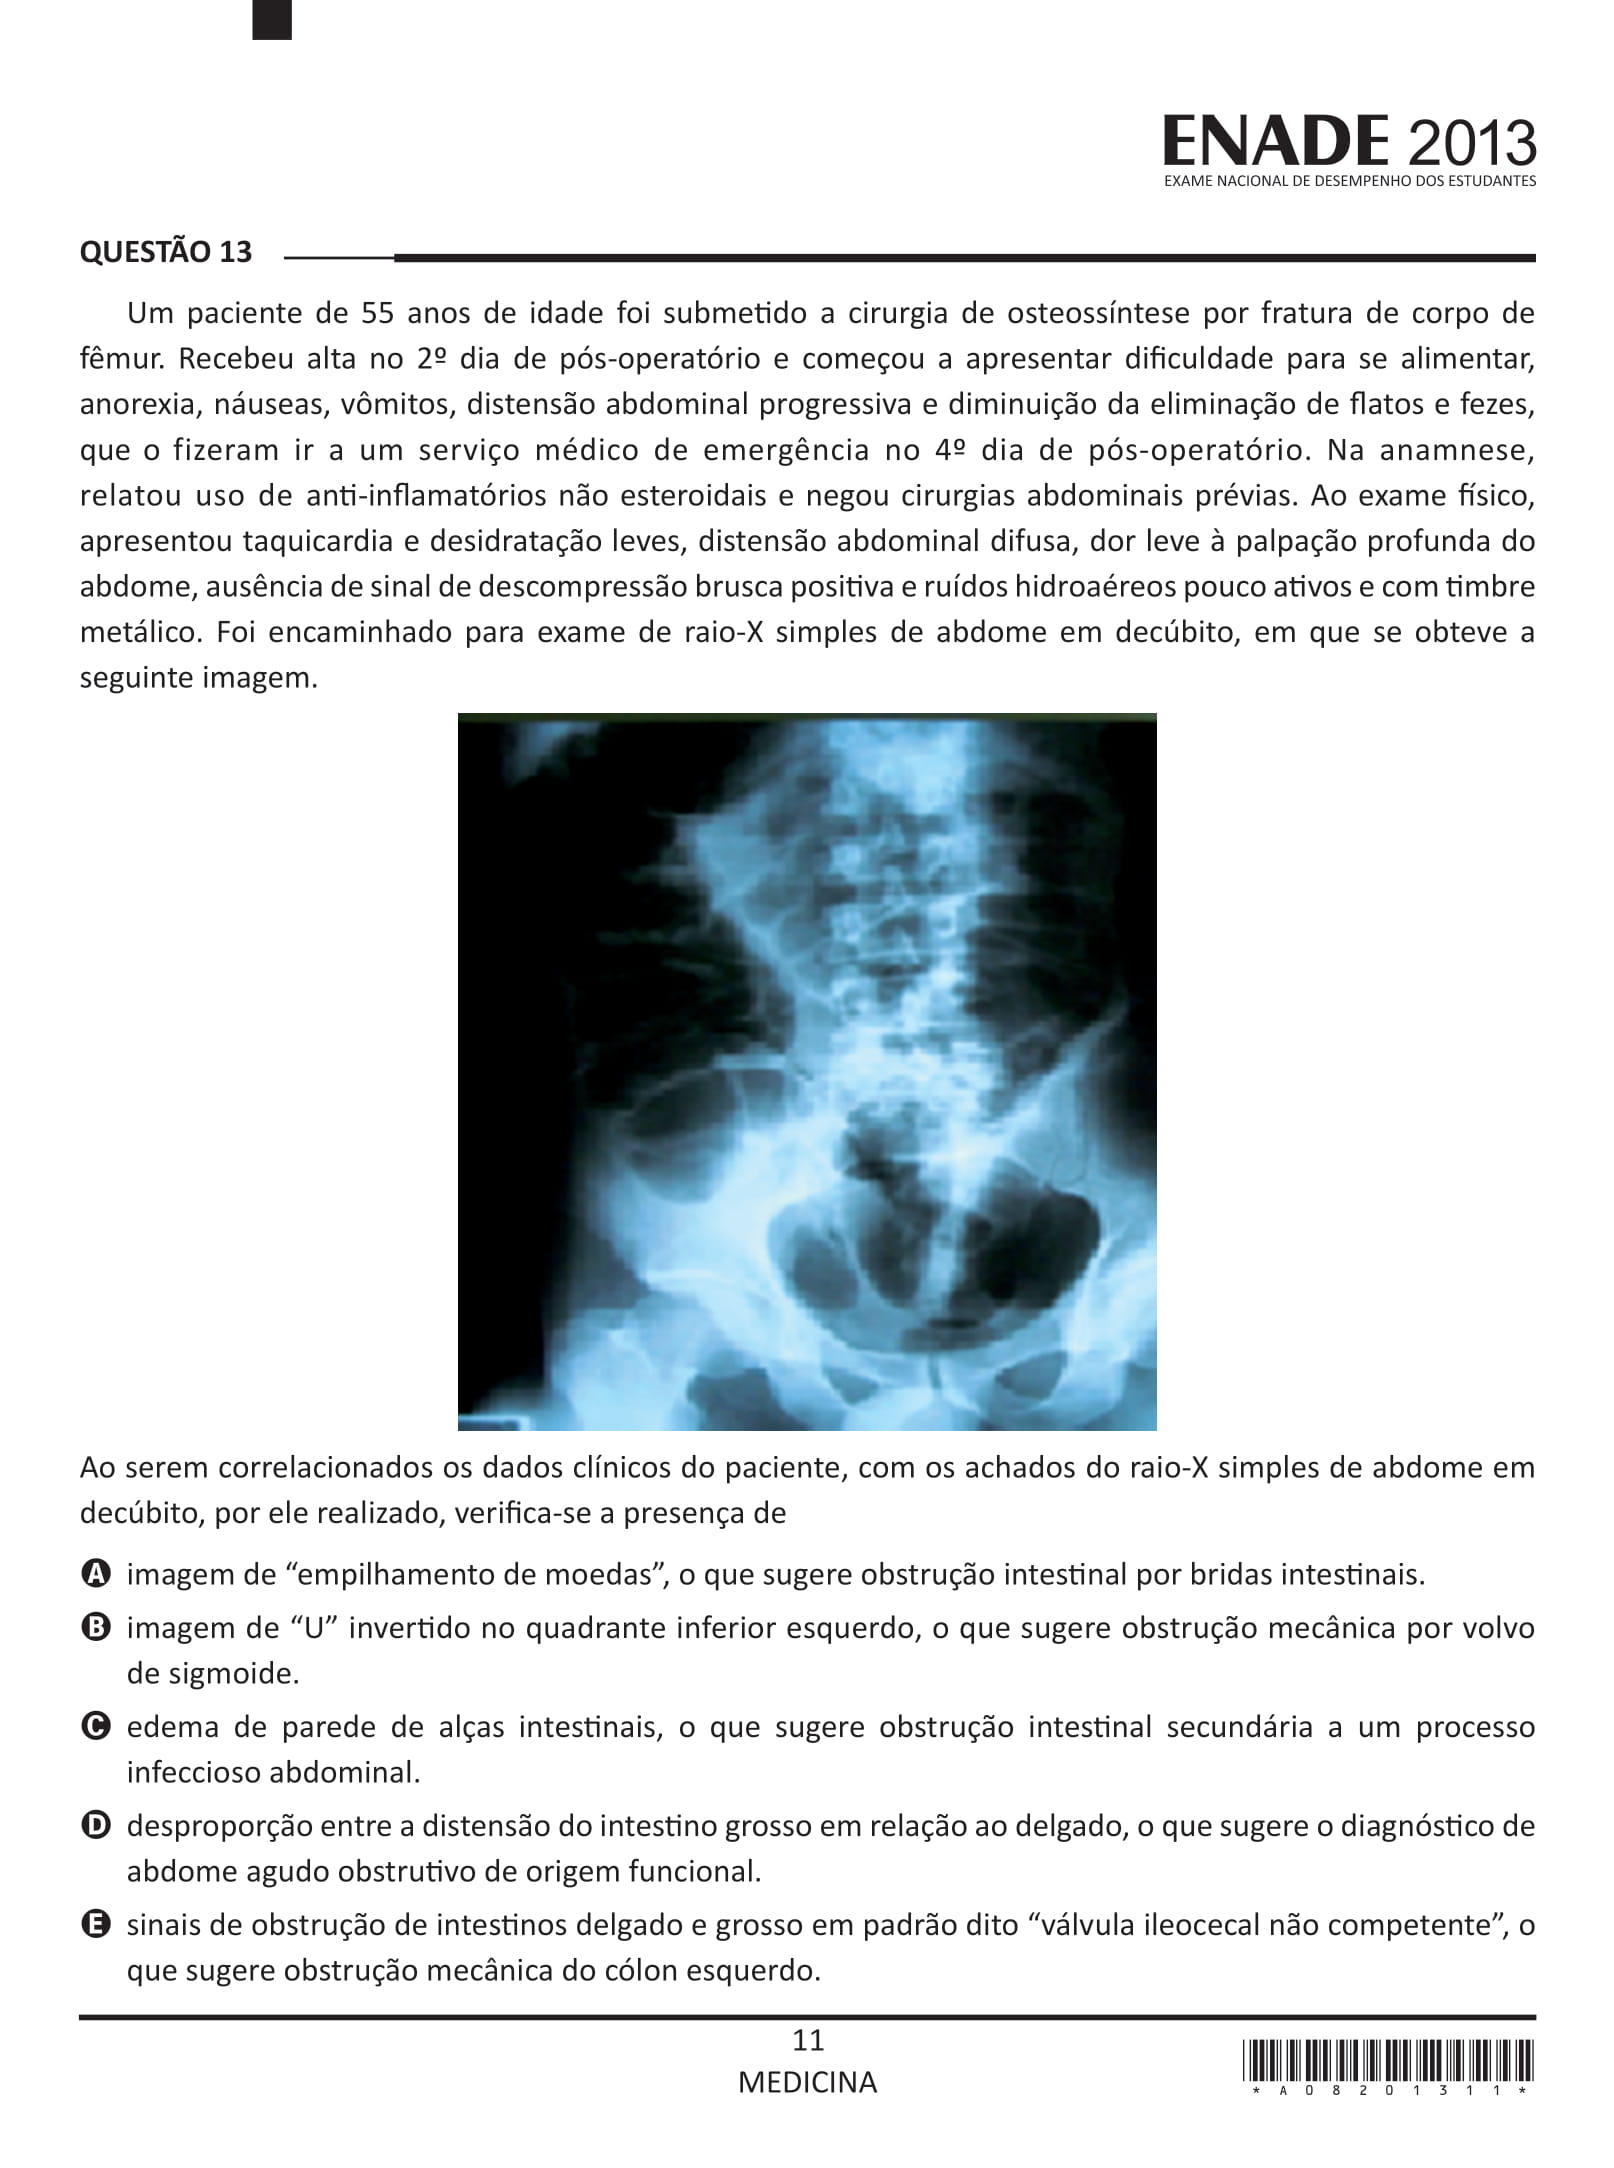 ENADE 2013
EXAME NACIONAL DE DESEMPENHO DOS ESTUDANTES
QUESTÃO 13
Um paciente de 55 anos de idade foi submetido a cirurgia de osteossíntese por fratura de corpo de
fêmur. Recebeu alta no 2º dia de pós-operatório e começou a apresentar dificuldade para se alimentar,
anorexia, náuseas, vômitos, distensão abdominal progressiva e diminuição da eliminação de flatos e fezes,
que o fizeram ir a um serviço médico de emergência no 4º dia de pós-operatório. Na anamnese,
relatou uso de anti-inflamatórios não esteroidais e negou cirurgias abdominais prévias. Ao exame físico,
apresentou taquicardia e desidratação leves, distensão abdominal difusa, dor leve à palpação profunda do
abdome, ausência de sinal de descompressão brusca positiva e ruídos hidroaéreos pouco ativos e com timbre
metálico. Foi encaminhado para exame de raio-X simples de abdome em decúbito, em que se obteve a
seguinte imagem.
Ao serem correlacionados os dados clínicos do paciente, com os achados do raio-X simples de abdome em
decúbito, por ele realizado, verifica-se a presença de
A imagem de “empilhamento de moedas”, o que sugere obstrução intestinal por bridas intestinais.
B imagem de “U” invertido no quadrante inferior esquerdo, o que sugere obstrução mecânica por volvo
de sigmoide.
C edema de parede de alças intestinais, o que sugere obstrução intestinal secundária a um processo
infeccioso abdominal.
D desproporção entre a distensão do intestino grosso em relação ao delgado, o que sugere o diagnóstico de
abdome agudo obstrutivo de origem funcional.
E sinais de obstrução de intestinos delgado e grosso em padrão dito “válvula ileocecal não competente”, o
que sugere obstrução mecânica do cólon esquerdo.
11
MEDICINA
* A 0 8 2 0 1 3 1 1 *